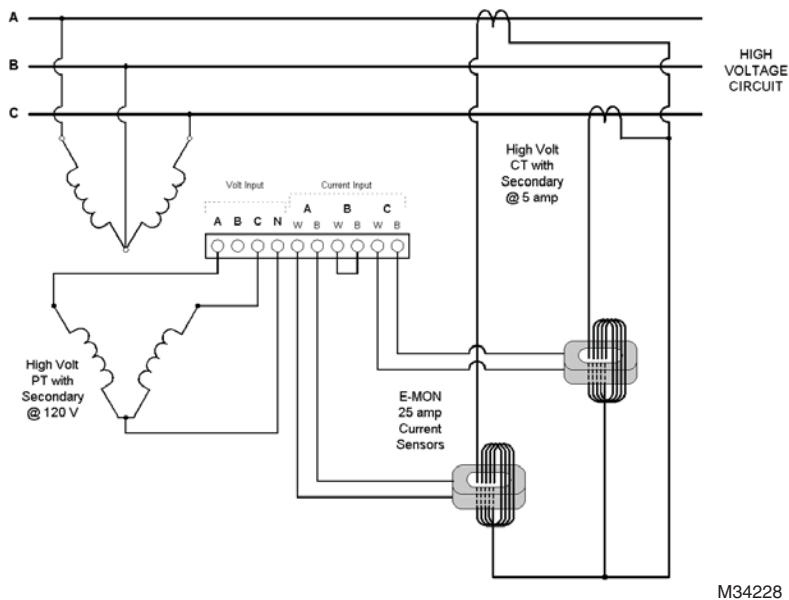 A
B
C
HIGH
VOLTAGE
CIRCUIT
High Volt
CT with
Secondary
@ 5 amp
Volt Input
Current Input
A B C
A B C N W B W B W B
High Volt
PT with
Secondary
@ 120 V
E-MON
25 amp
Current
Sensors
M34228